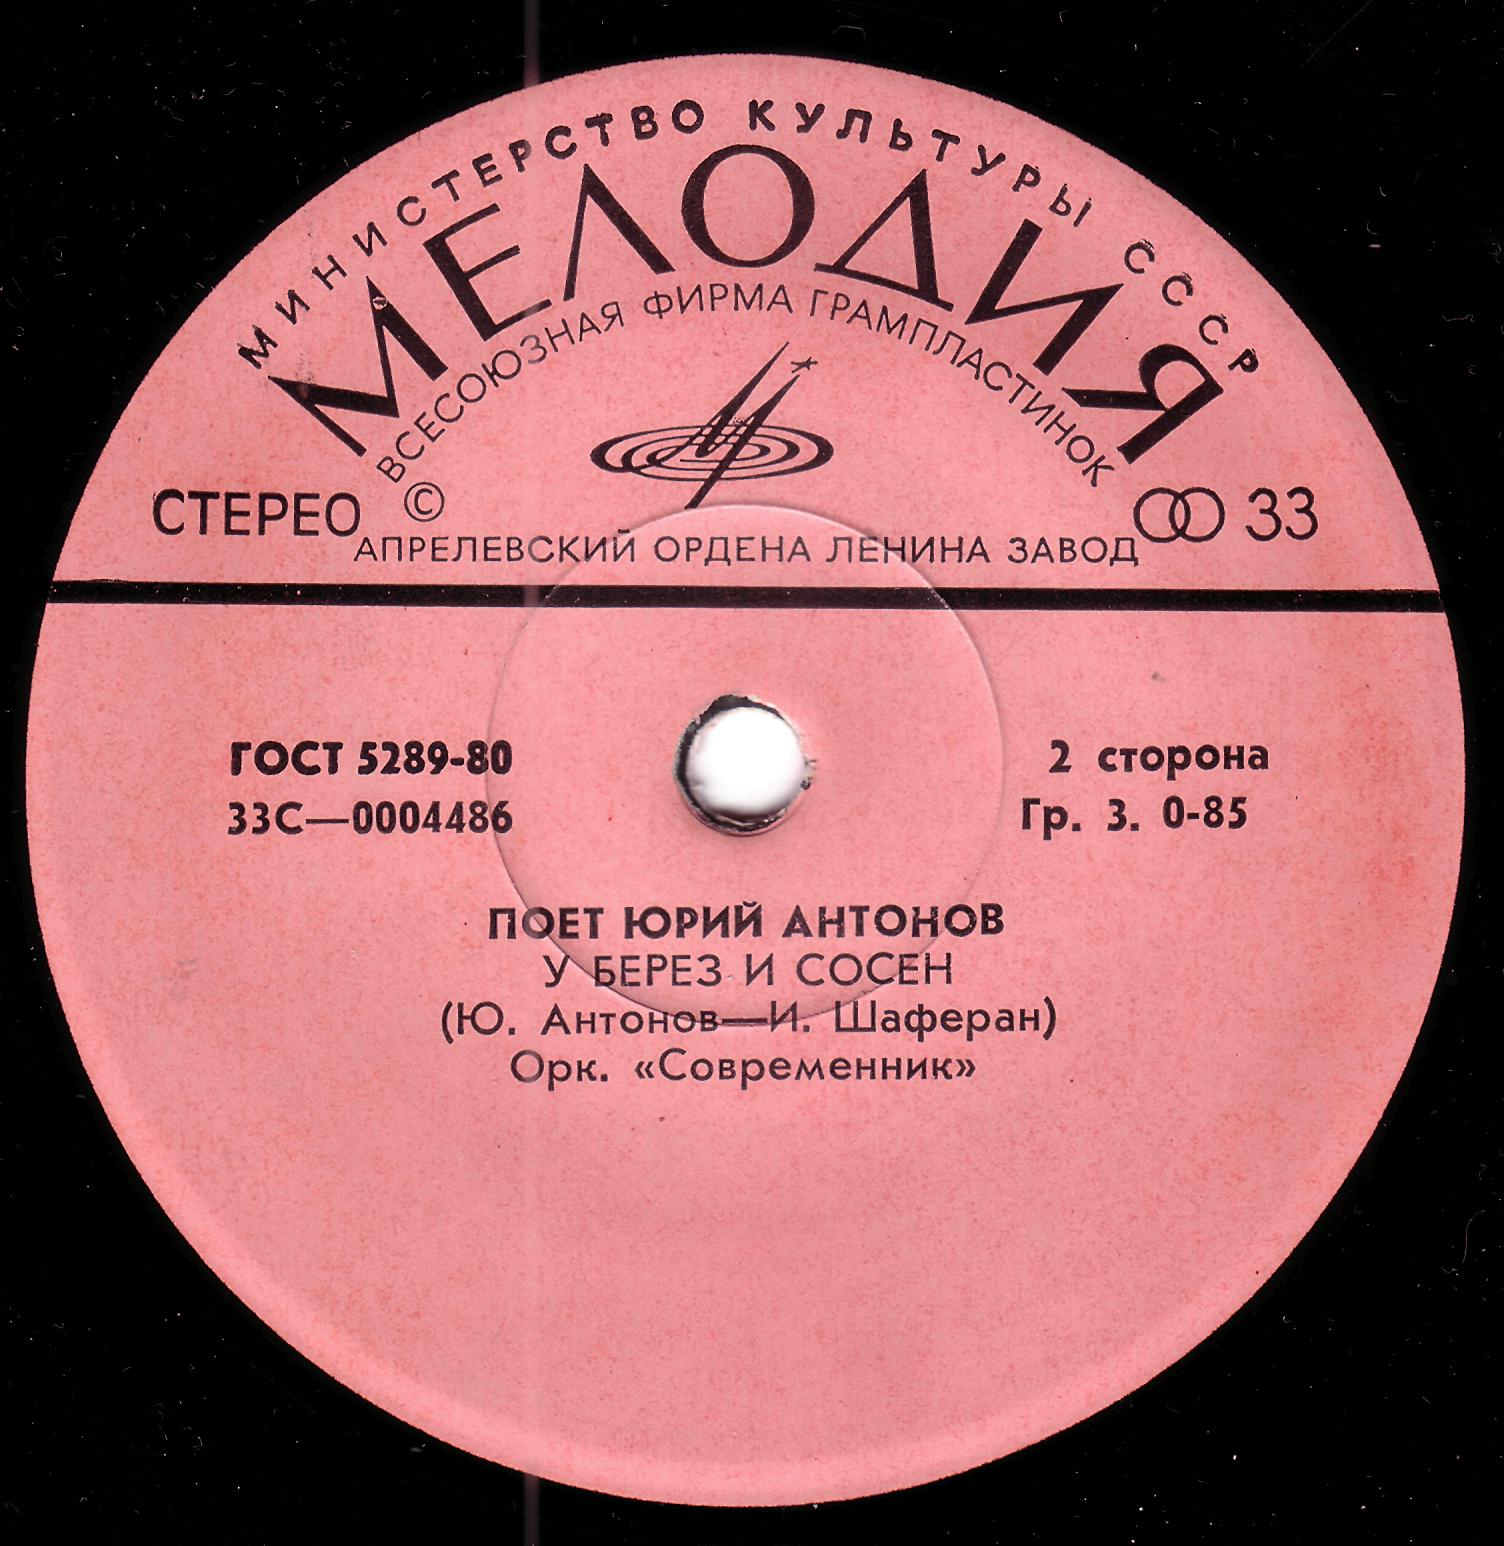 МИНИСТЕРСТВО КУЛЬТУРЫ СССР
МЕЛОДИЯ
ВСЕСОЮЗНАЯ ФИРМА ГРАМПЛАСТИНОК
СТЕРЕО © 33
АПРЕЛЕВСКИЙ ОРДЕНА ЛЕНИНА ЗАВОД
ГОСТ 5289-80
33С—0004486
2 сторона
Гр. 3. 0-85
ПОЕТ ЮРИЙ АНТОНОВ
У БЕРЕЗ И СОСЕН
(Ю. Антонов—И. Шаферан)
Орк. «Современник»